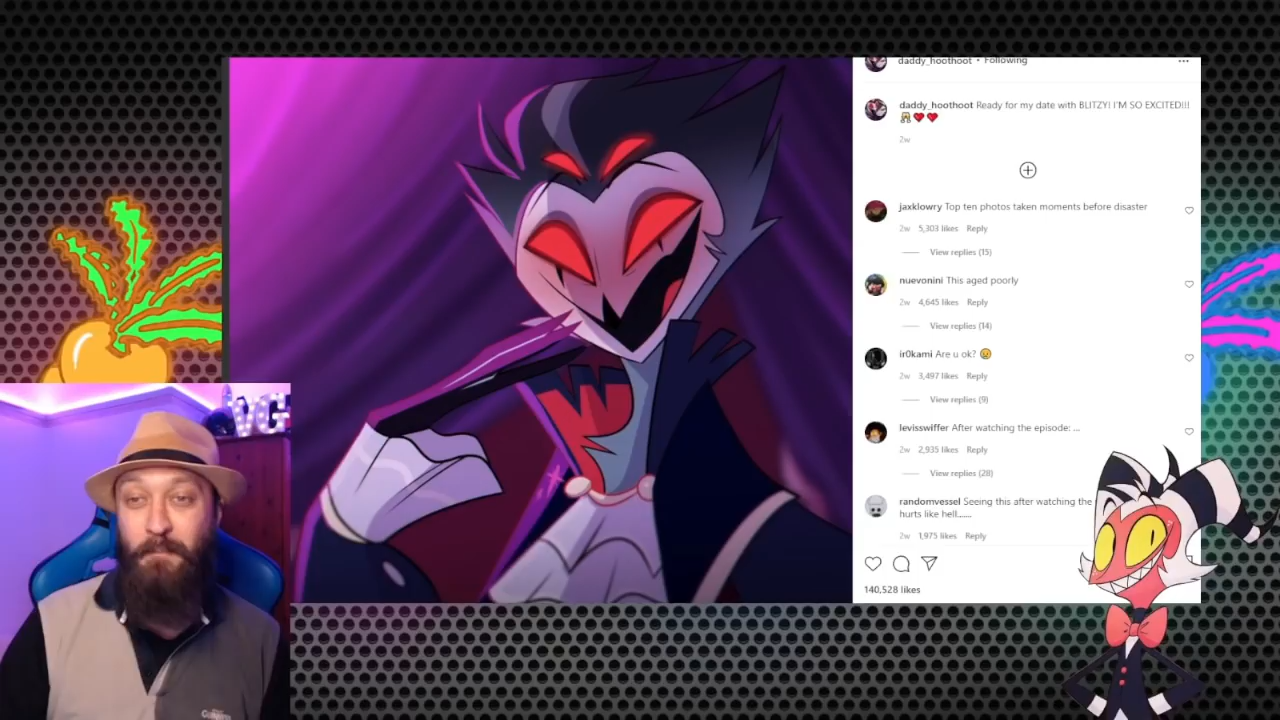 daddy_hoothoot • Following
daddy_hoothoot Ready for my date with BLITZY! I'M SO EXCITED!!!
🥂❤️❤️
2w
jaxklowry Top ten photos taken moments before disaster
2w 5,303 likes Reply
View replies (15)
nuevonini This aged poorly
2w 4,645 likes Reply
View replies (14)
ir0kami Are u ok? 😢
2w 3,497 likes Reply
View replies (9)
levisswiffer After watching the episode: ...
2w 2,935 likes Reply
View replies (28)
randomvessel Seeing this after watching the
hurts like hell.......
2w 1,975 likes Reply
140,528 likes
VG